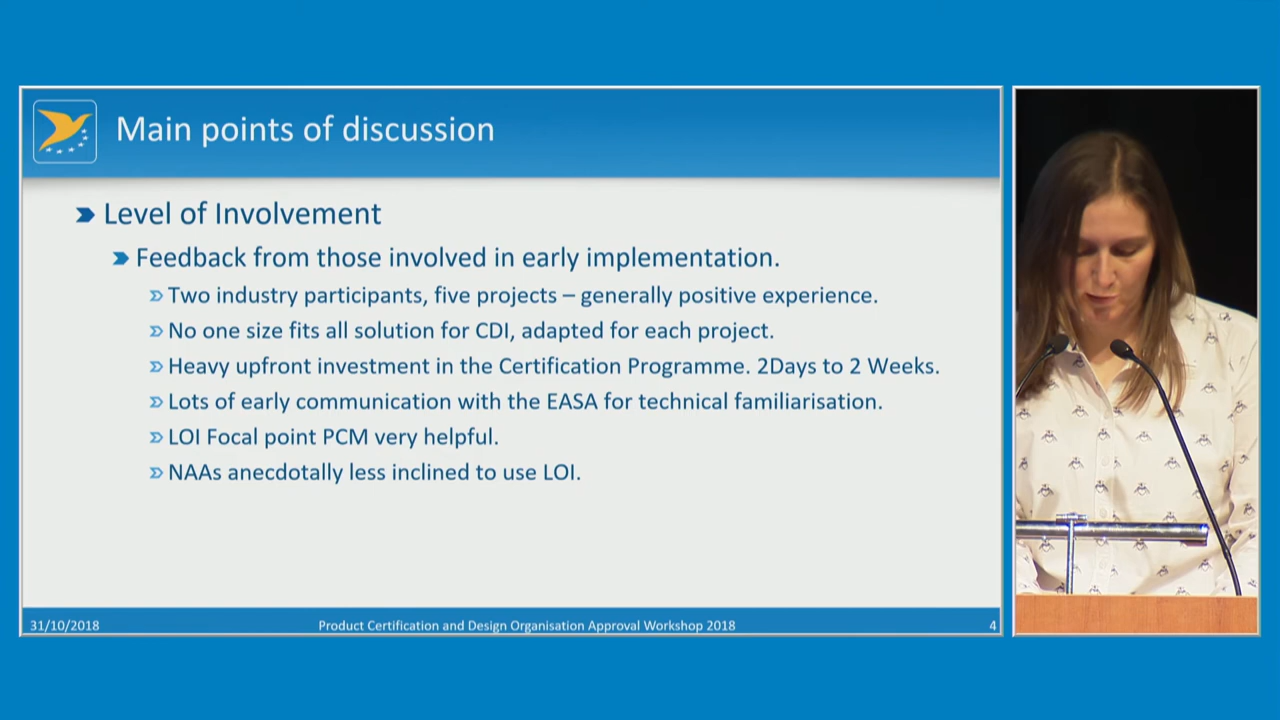 Main points of discussion
Level of Involvement
Feedback from those involved in early implementation.
Two industry participants, five projects – generally positive experience.
No one size fits all solution for CDI, adapted for each project.
Heavy upfront investment in the Certification Programme. 2Days to 2 Weeks.
Lots of early communication with the EASA for technical familiarisation.
LOI Focal point PCM very helpful.
NAAs anecdotally less inclined to use LOI.
31/10/2018
Product Certification and Design Organisation Approval Workshop 2018
4